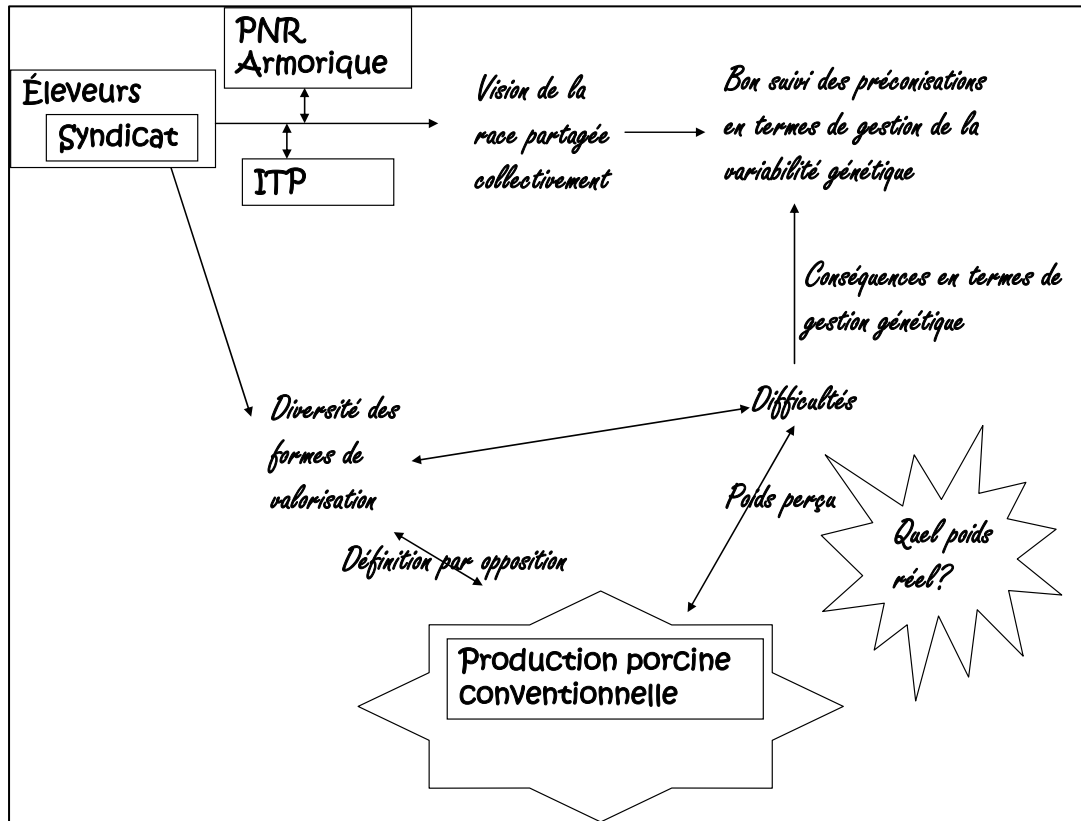 PNR
Armorique
Éleveurs
Syndicat
ITP
Vision de la
race partagée
collectivement
Bon suivi des préconisations
en termes de gestion de la
variabilité génétique
Conséquences en termes de
gestion génétique
Diversité des
formes de
valorisation
Difficultés
Poids perçu
Quel poids
réel?
Définition par opposition
Production porcine
conventionnelle